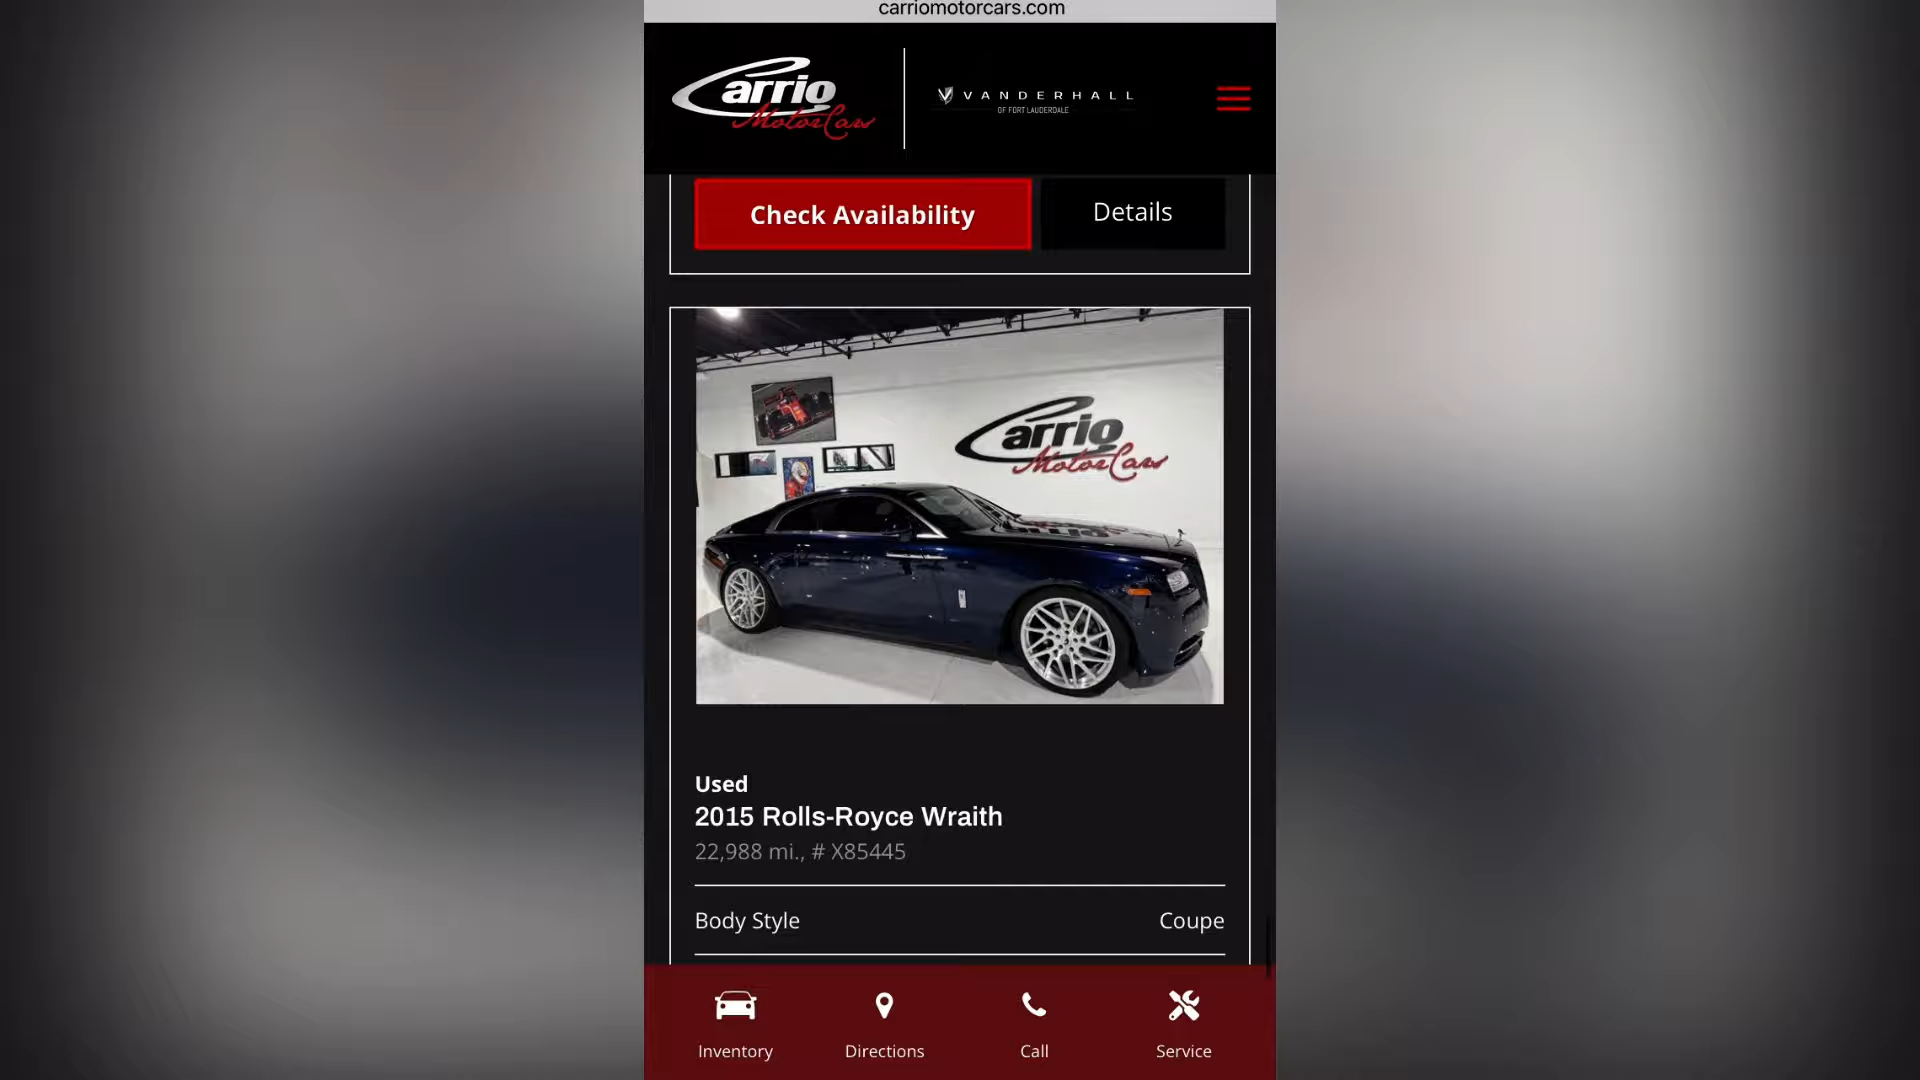 carriomotorcars.com
Carrio
MotorCars
VANDERHALL
OF FORT LAUDERDALE
Check Availability
Details
Carrio
MotorCars
Used
2015 Rolls-Royce Wraith
22,988 mi., # X85445
Body Style
Coupe
Inventory
Directions
Call
Service